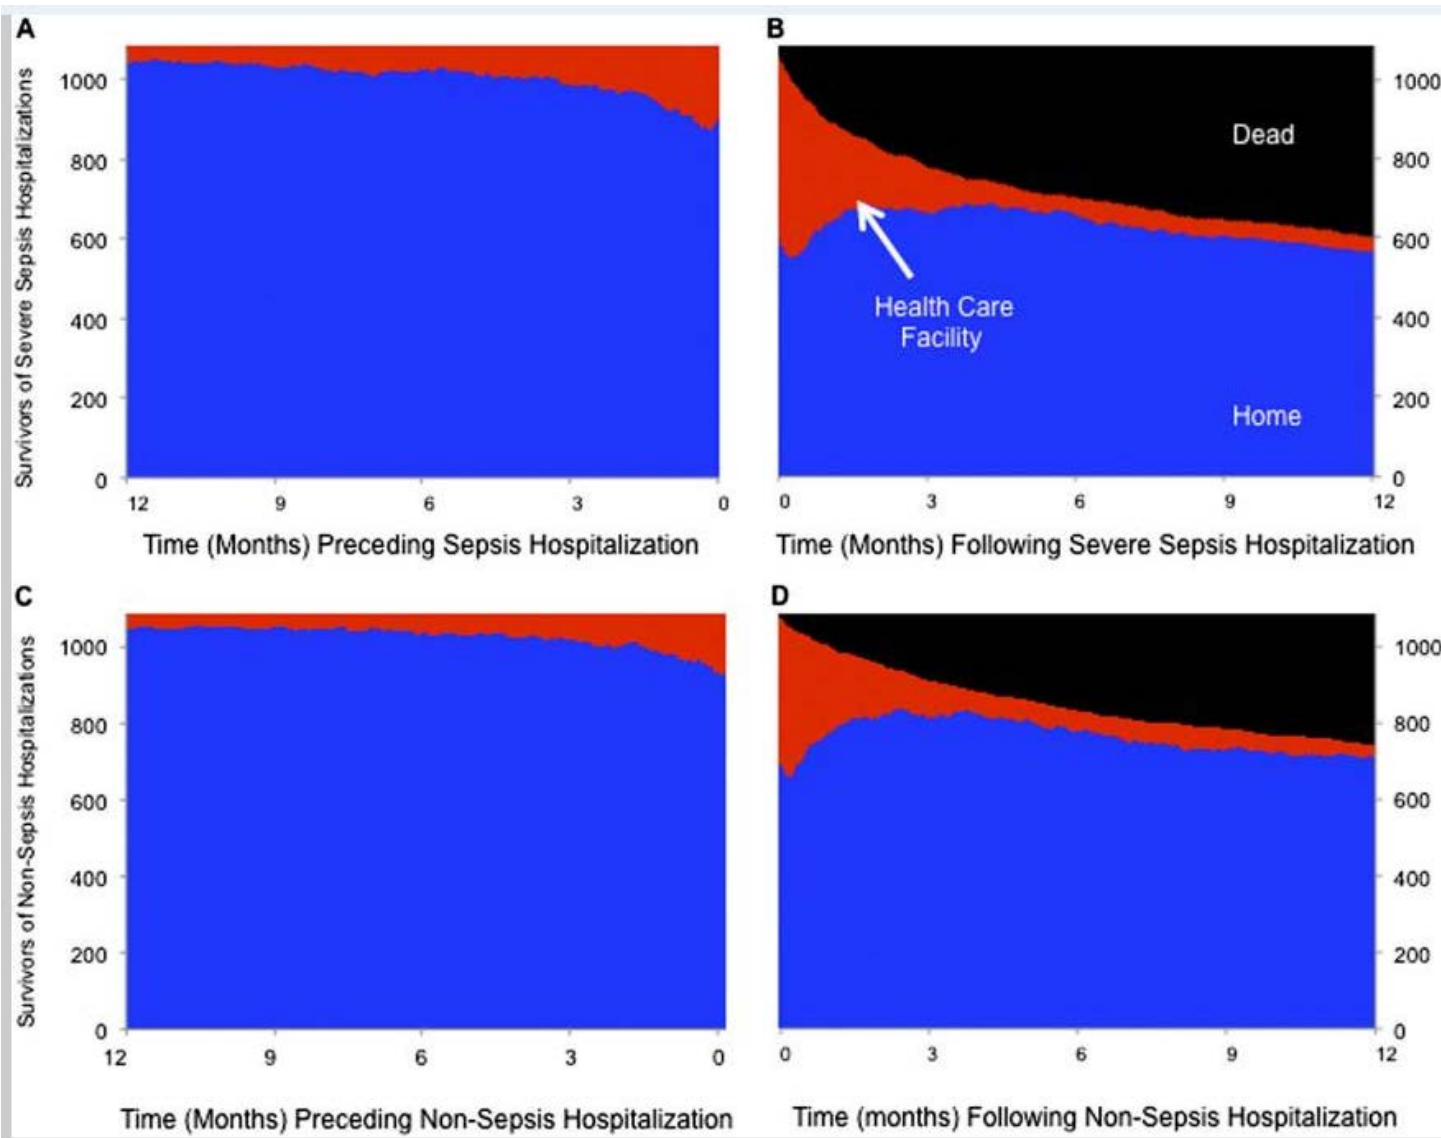 A
Survivors of Severe Sepsis Hospitalizations
1000
800
600
400
200
0
12 9 6 3 0
Time (Months) Preceding Sepsis Hospitalization
B
Dead
Health Care
Facility
Home
1000
800
600
400
200
0
0 3 6 9 12
Time (Months) Following Severe Sepsis Hospitalization
C
Survivors of Non-Sepsis Hospitalizations
1000
800
600
400
200
0
12 9 6 3 0
Time (Months) Preceding Non-Sepsis Hospitalization
D
1000
800
600
400
200
0
0 3 6 9 12
Time (months) Following Non-Sepsis Hospitalization